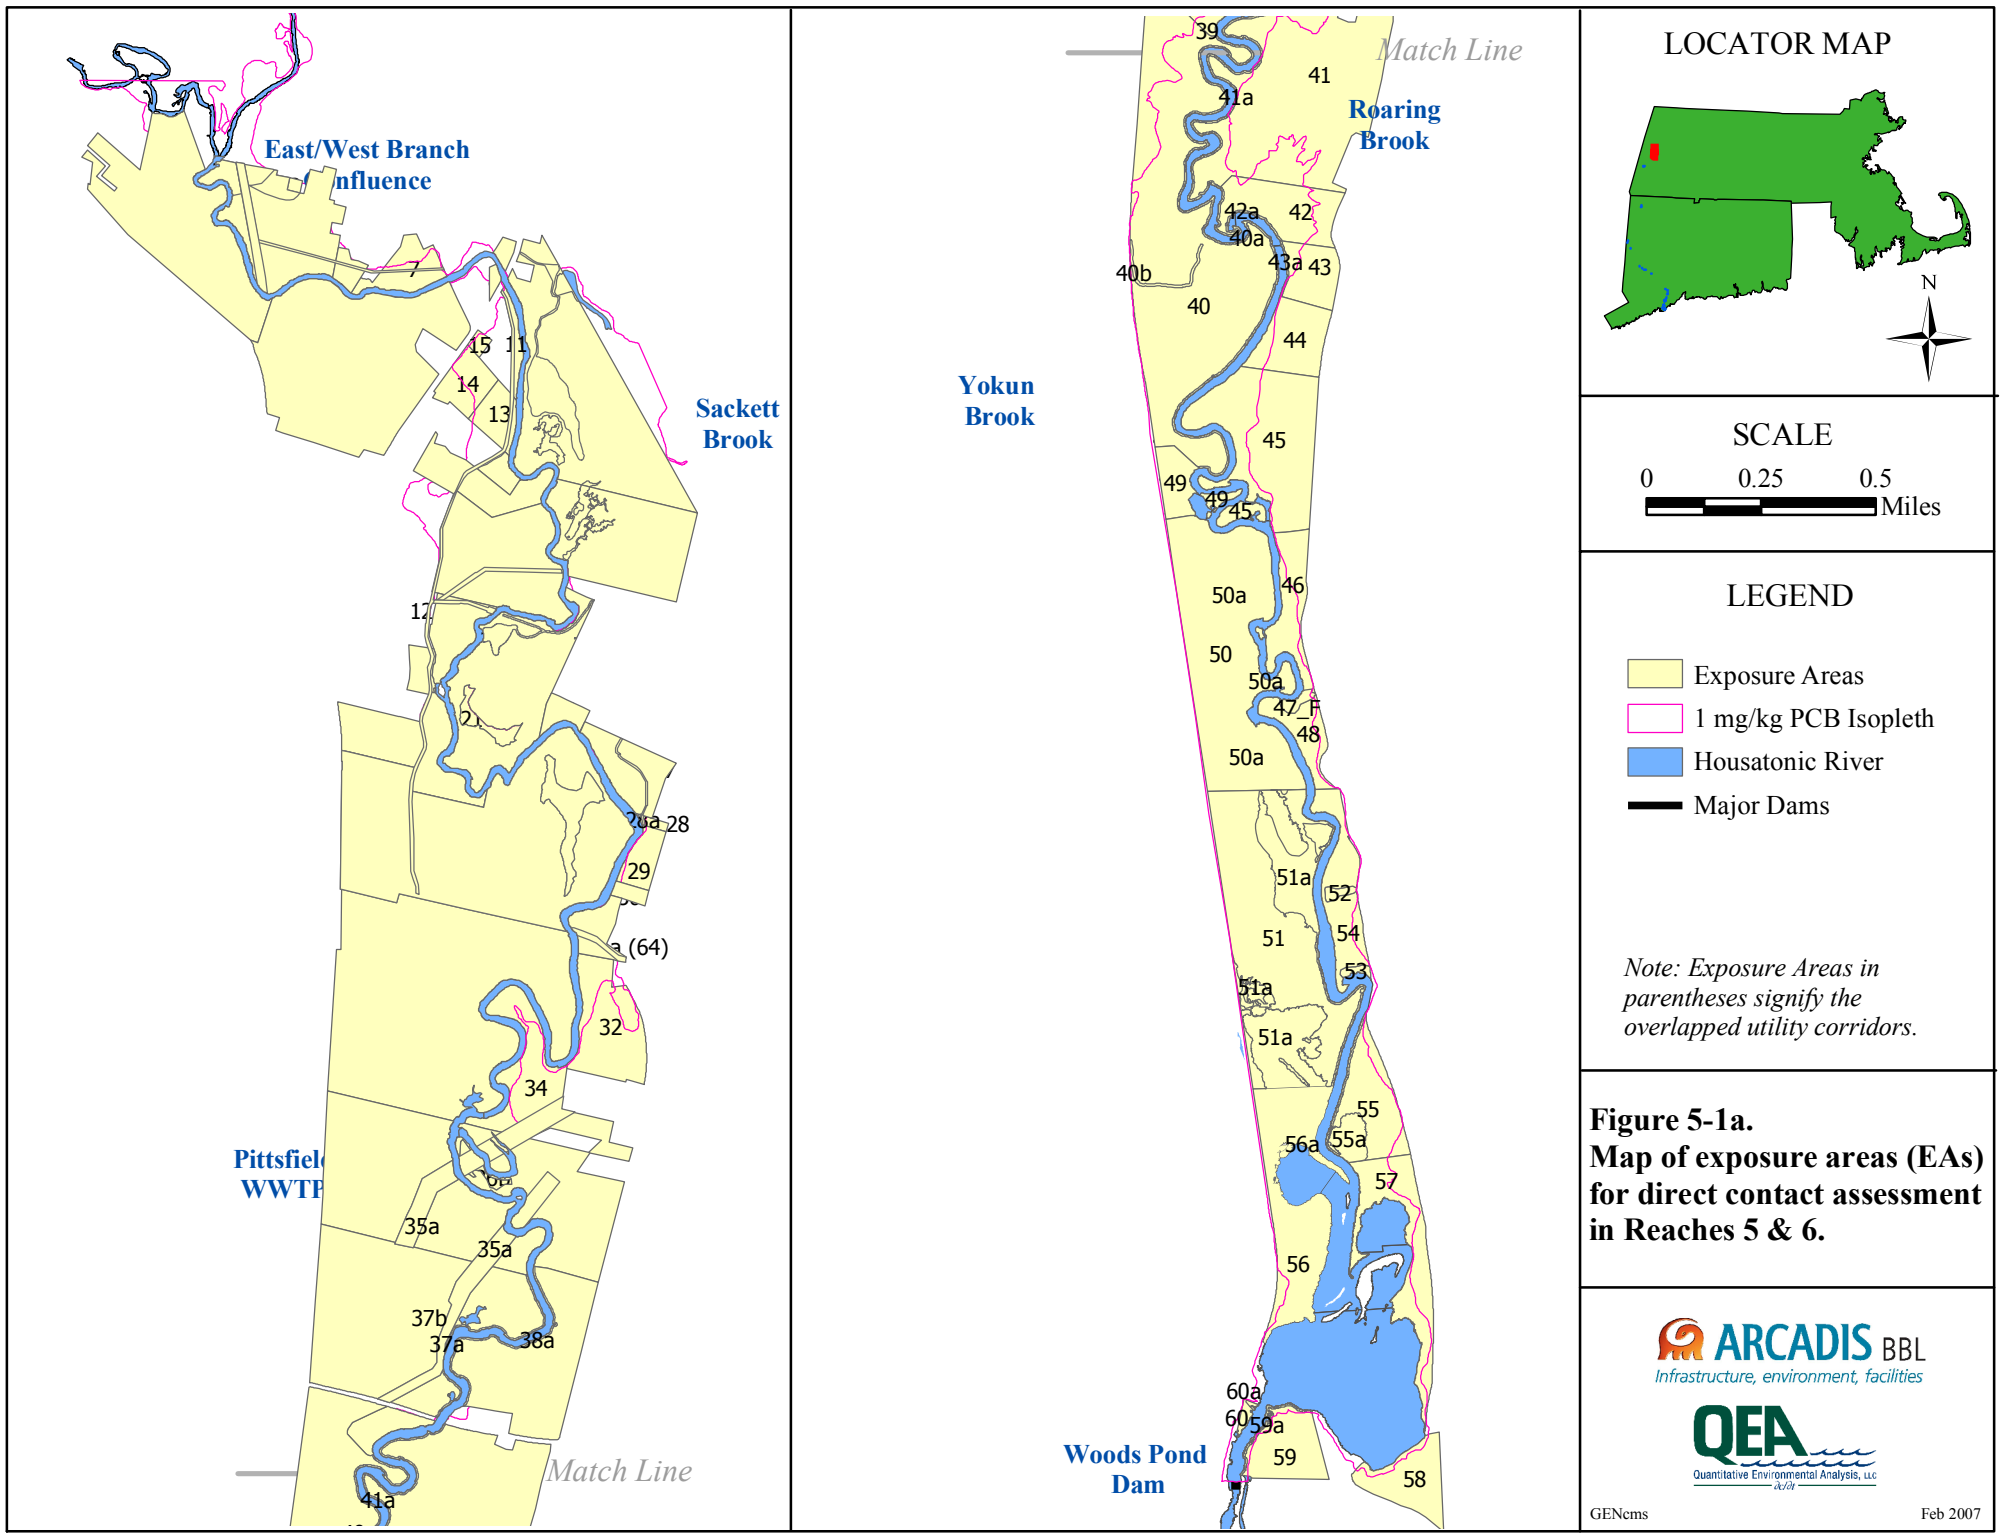 East/West Branch
nfluence
7
15
11
14
13
Sackett
Brook
12
21
28a
28
29
a (64)
32
34
Pittsfiel
WWTP
35a
35a
37b
37a
38a
Match Line
41a
39
Match Line
41
41a
Roaring
Brook
42a
42
40a
43a
43
40b
40
44
Yokun
Brook
45
49
49
45
46
50a
50
50a
47_F
48
50a
51a
52
51
54
53
51a
51a
55
55a
56a
57
56
60a
60
59a
Woods Pond
Dam
59
58
LOCATOR MAP
N
SCALE
0 0.25 0.5
Miles
LEGEND
Exposure Areas
1 mg/kg PCB Isopleth
Housatonic River
Major Dams
Note: Exposure Areas in
parentheses signify the
overlapped utility corridors.
Figure 5-1a.
Map of exposure areas (EAs)
for direct contact assessment
in Reaches 5 & 6.
ARCADIS BBL
Infrastructure, environment, facilities
QEA
Quantitative Environmental Analysis, LLC
∂c/∂t
GENcms Feb 2007